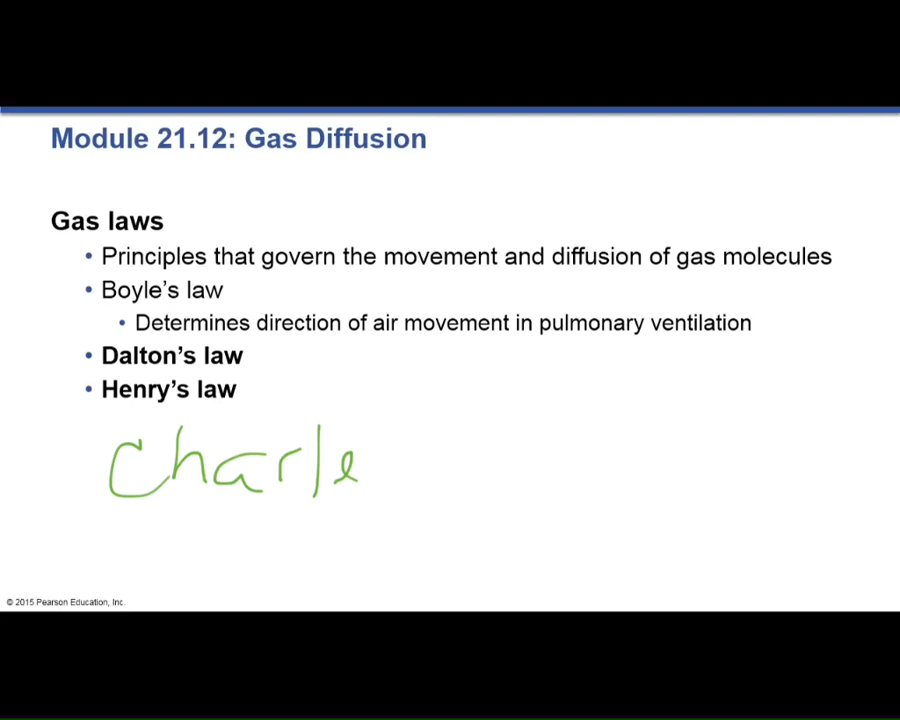 Module 21.12: Gas Diffusion
Gas laws
• Principles that govern the movement and diffusion of gas molecules
• Boyle’s law
• Determines direction of air movement in pulmonary ventilation
• Dalton’s law
• Henry’s law
Charle
© 2015 Pearson Education, Inc.